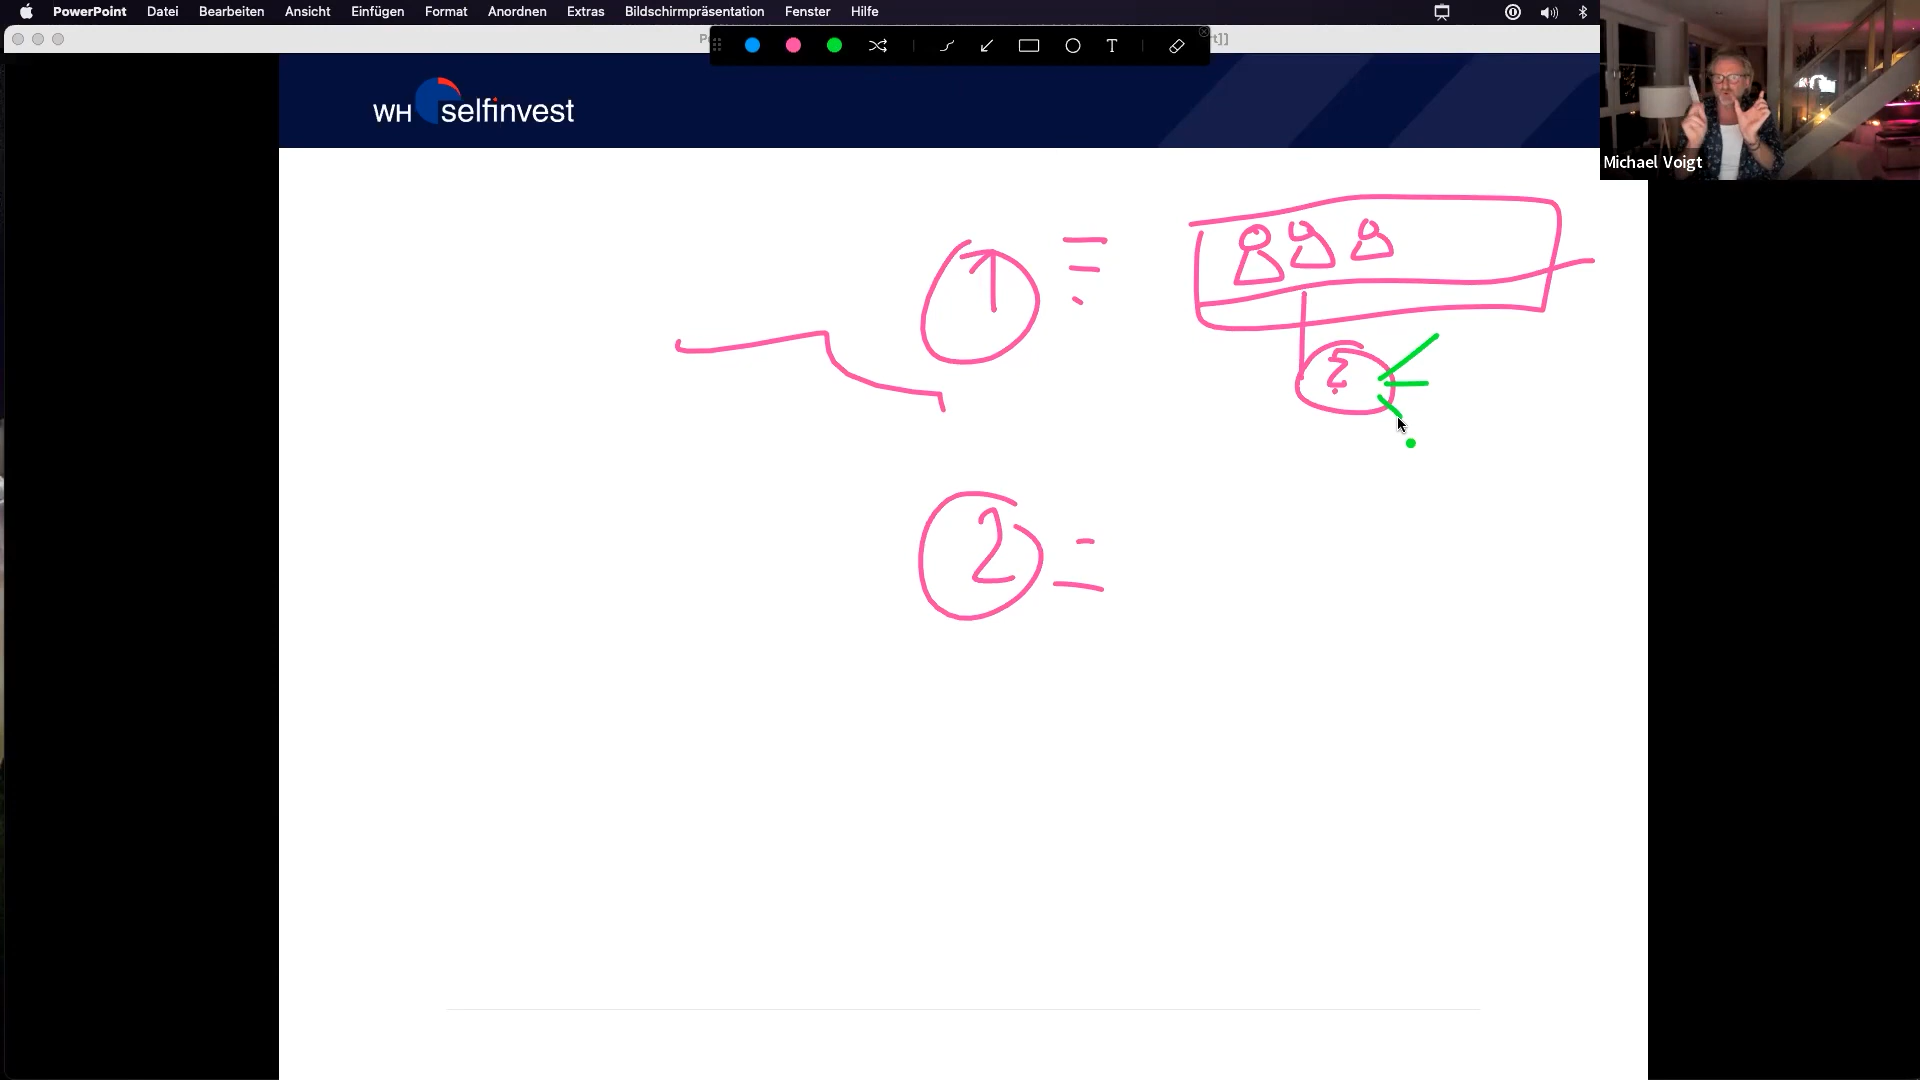 PowerPoint Datei Bearbeiten Ansicht Einfügen Format Anordnen Extras Bildschirmpräsentation Fenster Hilfe
T
WH selfinvest
Michael Voigt
1
?
2